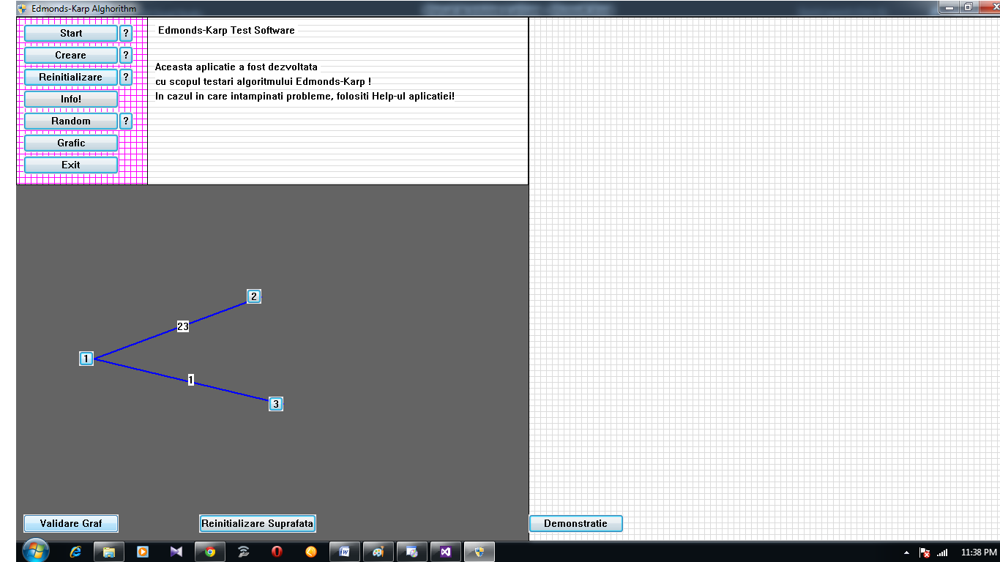 Edmonds-Karp Alghorithm
Start ?
Creare ?
Reinitializare ?
Info!
Random ?
Grafic
Exit
Edmonds-Karp Test Software
Aceasta aplicatie a fost dezvoltata
cu scopul testari algoritmului Edmonds-Karp !
In cazul in care intampinati probleme, folositi Help-ul aplicatiei!
2
23
1
1
3
Validare Graf
Reinitializare Suprafata
Demonstratie
11:38 PM